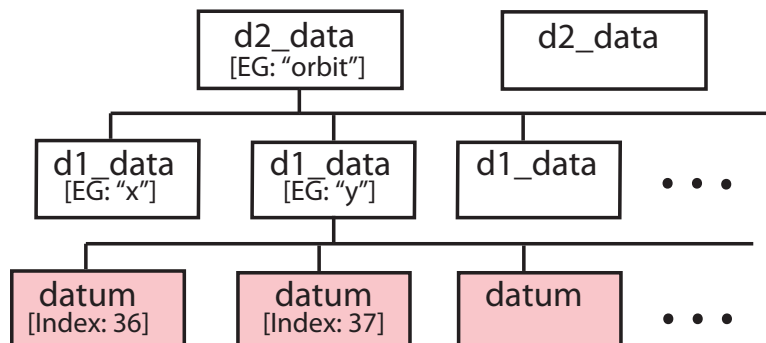 d2_data
[EG: “orbit”]
d2_data
d1_data
[EG: “x”]
d1_data
[EG: “y”]
d1_data
datum
[Index: 36]
datum
[Index: 37]
datum